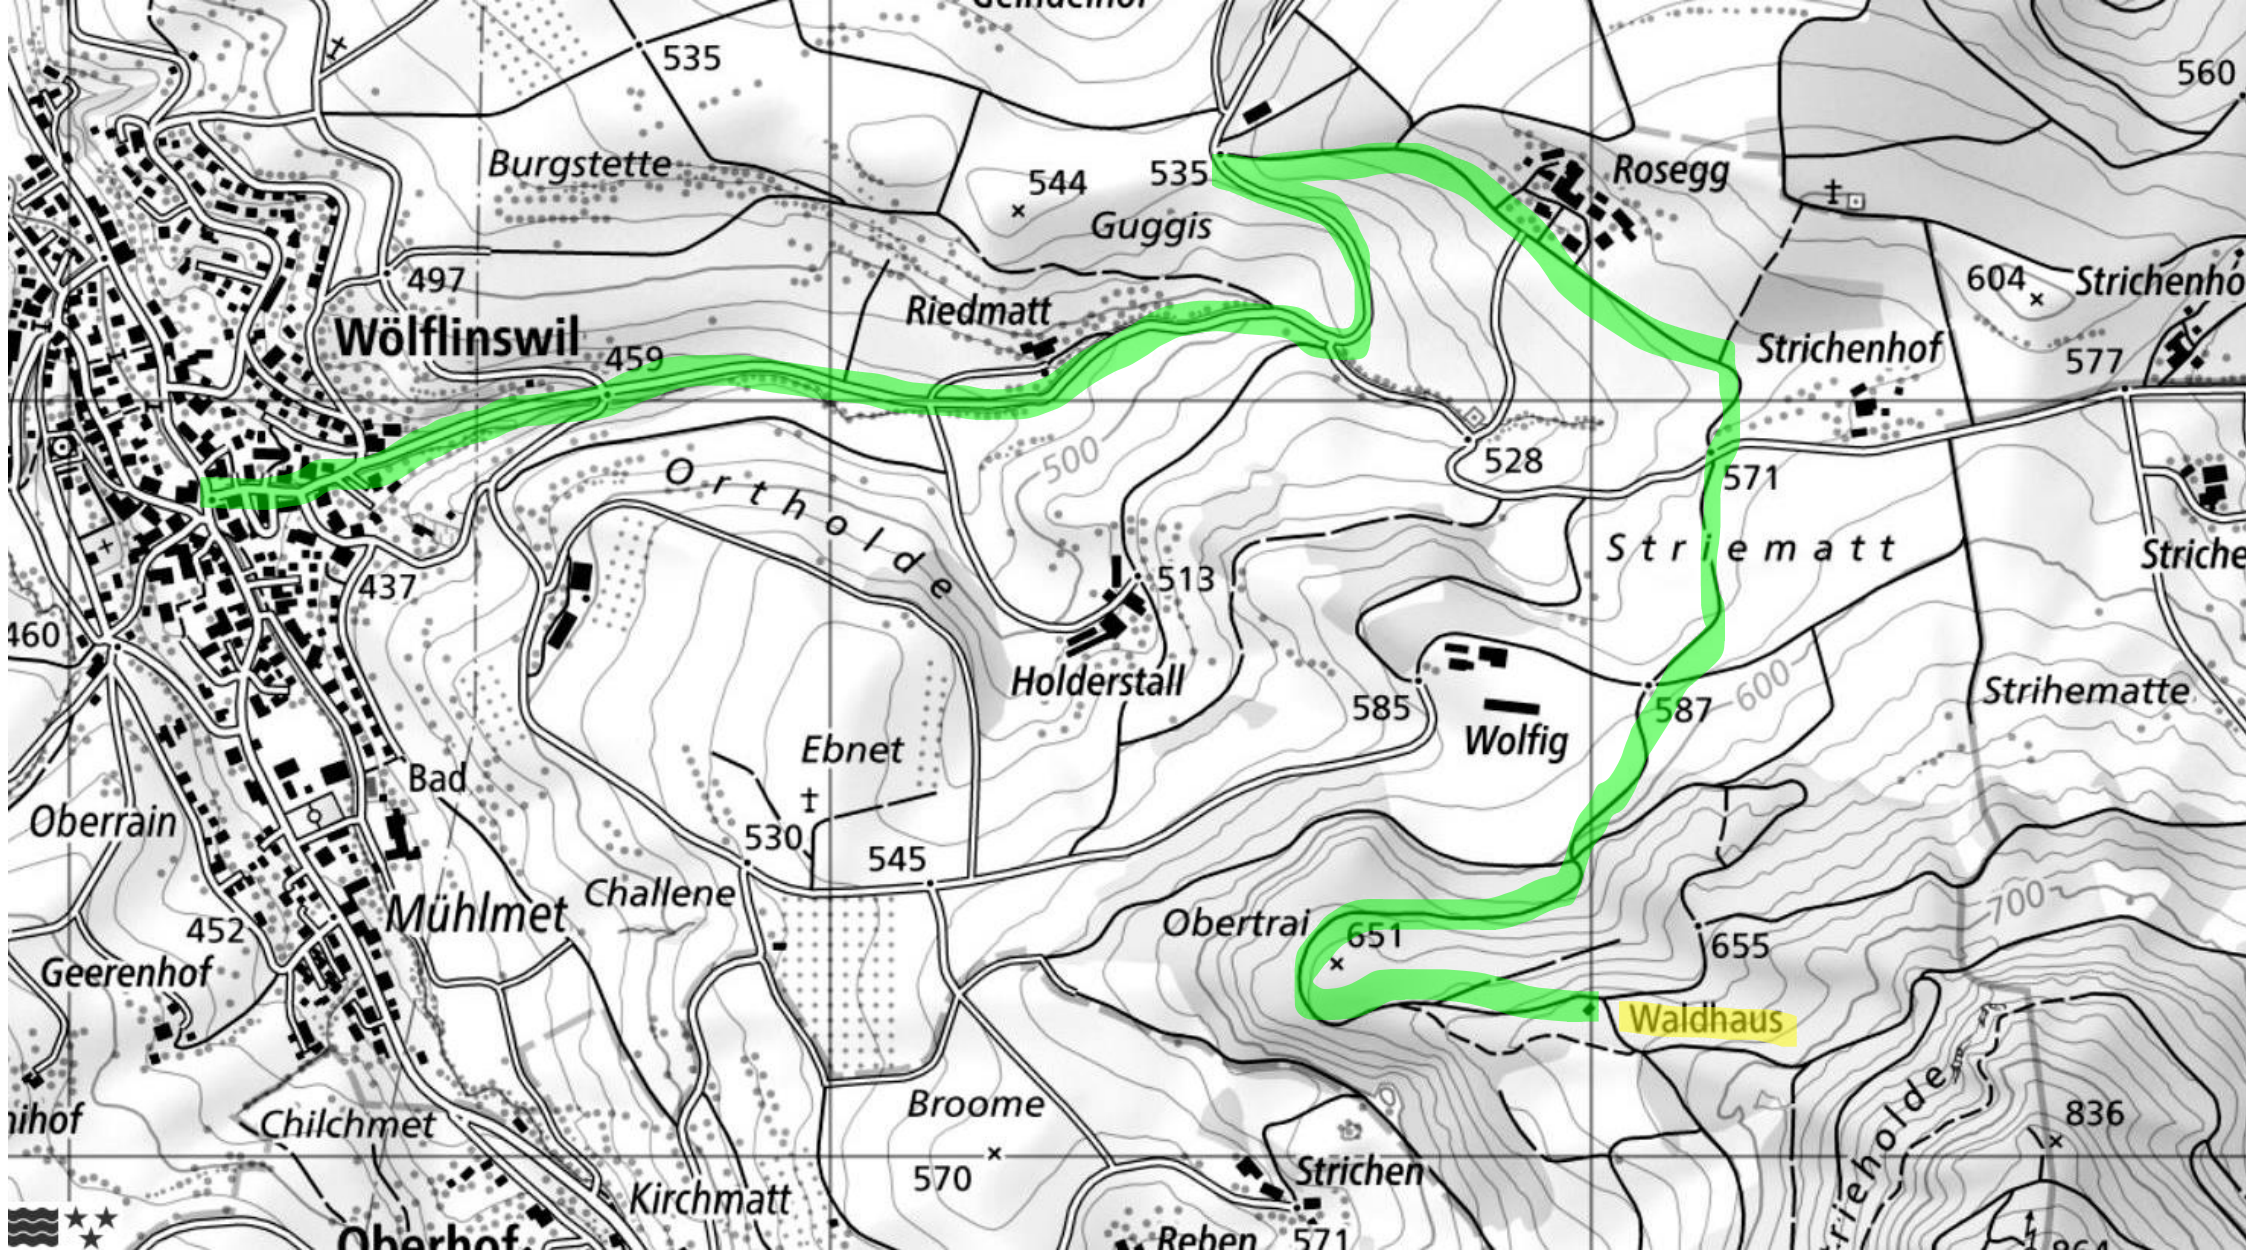 535
560
Burgstette
544
535
Rosegg
Guggis
497
Riedmatt
604
Wölflinswil
459
Strichenhof
577
500
528
571
Ortholde
Striematt
437
513
460
Holderstall
Strihematte
585
587
600
Wolfig
Ebnet
Bad
Oberrain
530
545
Challene
Mühlmet
700
452
Obertrai
651
655
Geerenhof
Waldhaus
Broome
836
Chilchmet
570
Strichen
Kirchmatt
Reben
571